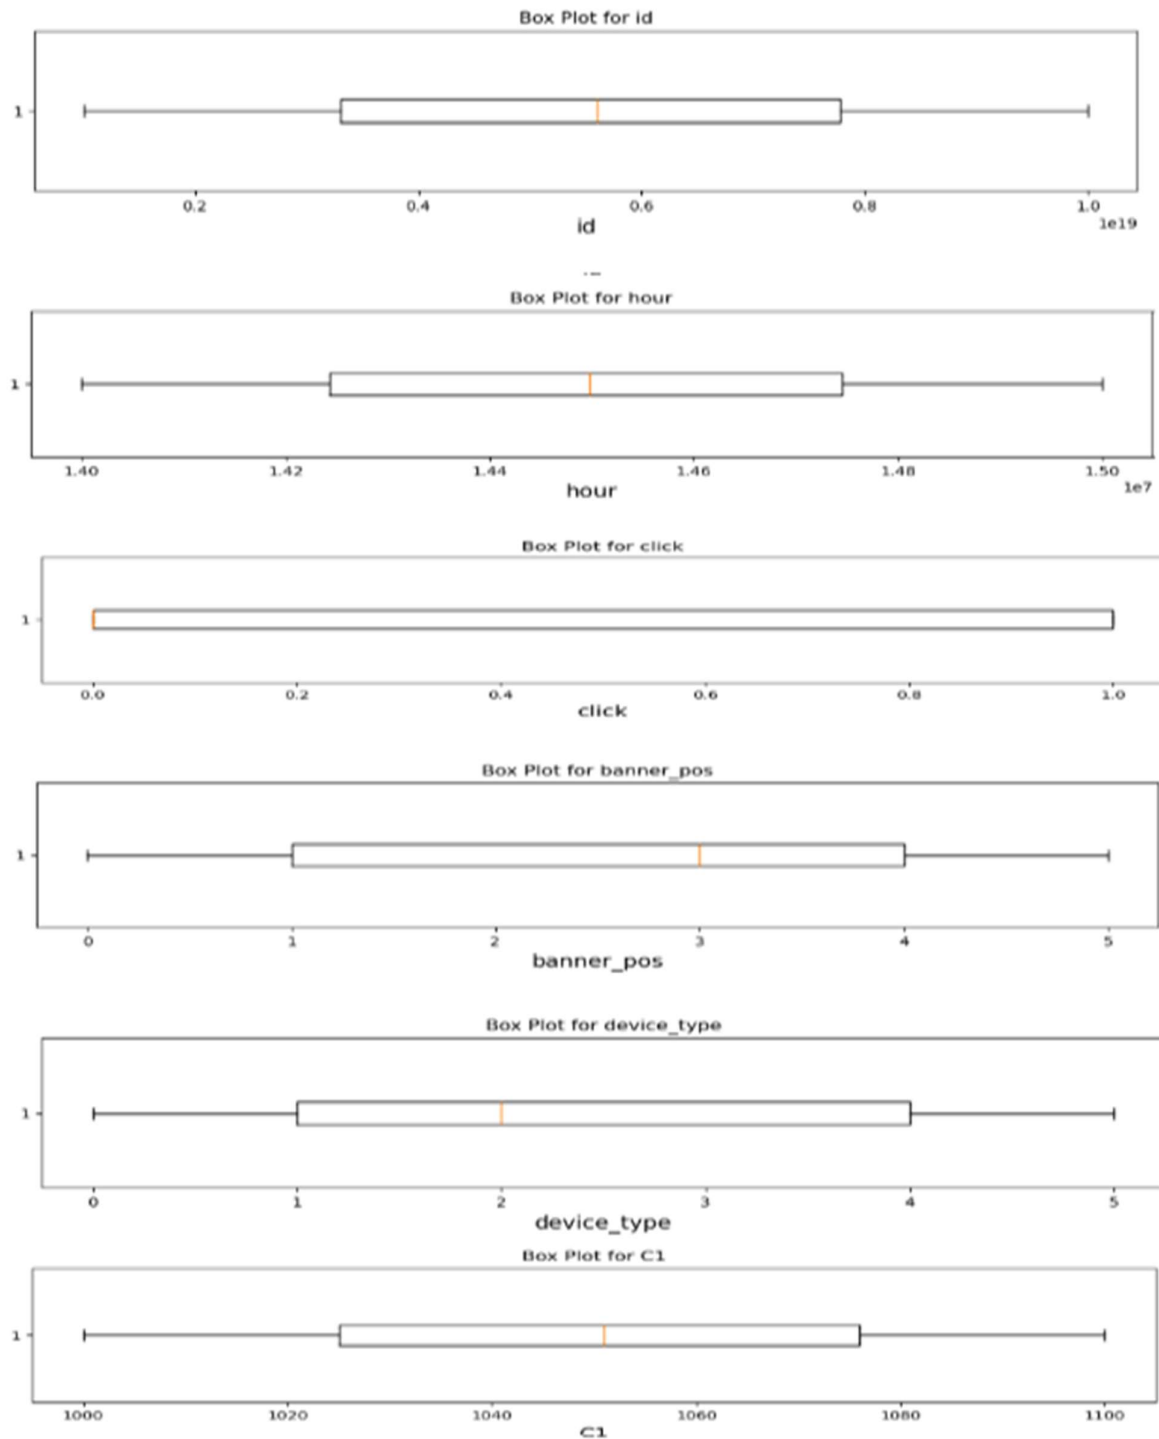 Box Plot for id
1
0.2 0.4 0.6 0.8 1.0
1e19
id
Box Plot for hour
1
1.40 1.42 1.44 1.46 1.48 1.50
1e7
hour
Box Plot for click
1
0.0 0.2 0.4 0.6 0.8 1.0
click
Box Plot for banner_pos
1
0 1 2 3 4 5
banner_pos
Box Plot for device_type
1
0 1 2 3 4 5
device_type
Box Plot for C1
1
1000 1020 1040 1060 1080 1100
C1